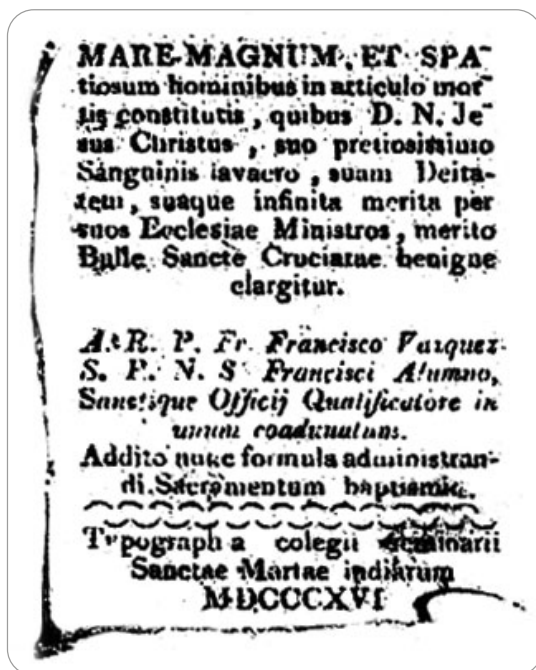 MARE-MAGNUM, ET SPA-
tiosum hominibus in articulo mor-
tis constitutis, quibus D. N. Je-
sus Christus, suo pretiosissimo
Sanguinis lavacro, suam Deita-
tem, suaque infinita merita per
suos Ecclesiae Ministros, merito
Bulle Sancte Cruciatae benigne
elargitur.
A. R. P. Fr. Francisco Vazquez
S. P. N. S Francisci Alumno,
Sanctique Officij Qualificatore in
unum coadunatum.
Addito nunc formula administran-
di Sacramentum baptismi
Typographia colegii Seminarii
Sanctae Martae indiarum
MDCCCXVI